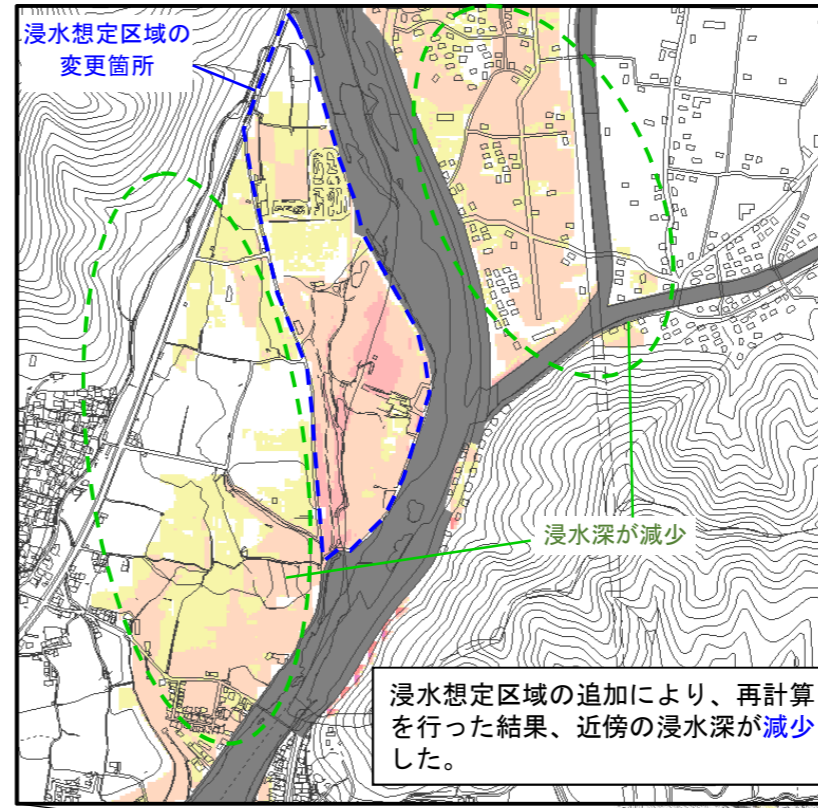 浸水想定区域の
変更箇所
浸水深が減少
浸水想定区域の追加により、再計算
を行った結果、近傍の浸水深が減少
した。